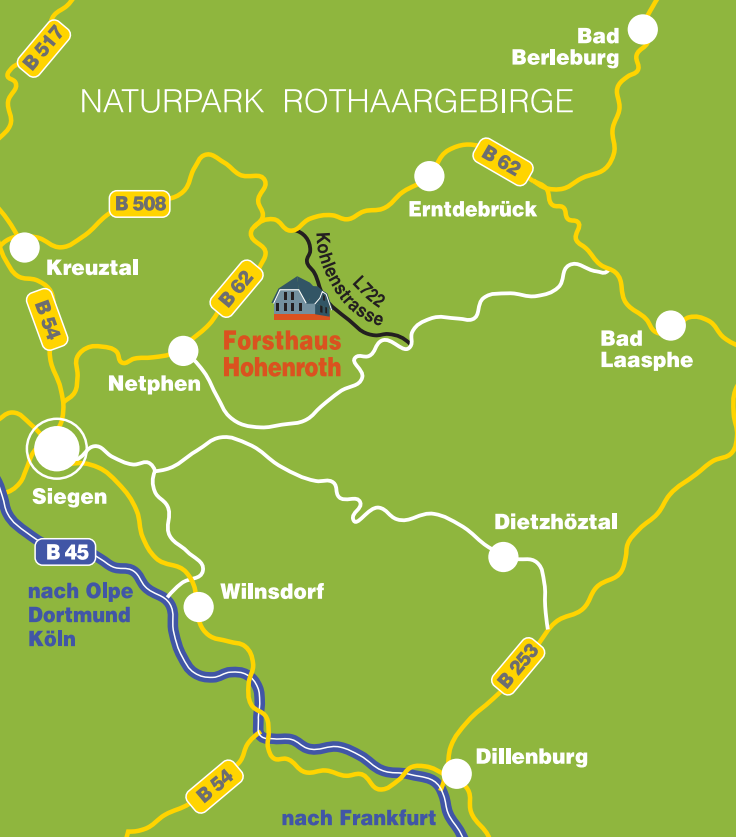 B 517
Bad
Berleburg
NATURPARK ROTHAARGEBIRGE
B 62
B 508
Erntdebrück
Kreuztal
Kohlenstrasse
L722
B 62
B 54
Forsthaus
Hohenroth
Bad
Laasphe
Netphen
Siegen
Dietzhöztal
B 45
nach Olpe
Dortmund
Köln
Wilnsdorf
B 253
Dillenburg
B 54
nach Frankfurt